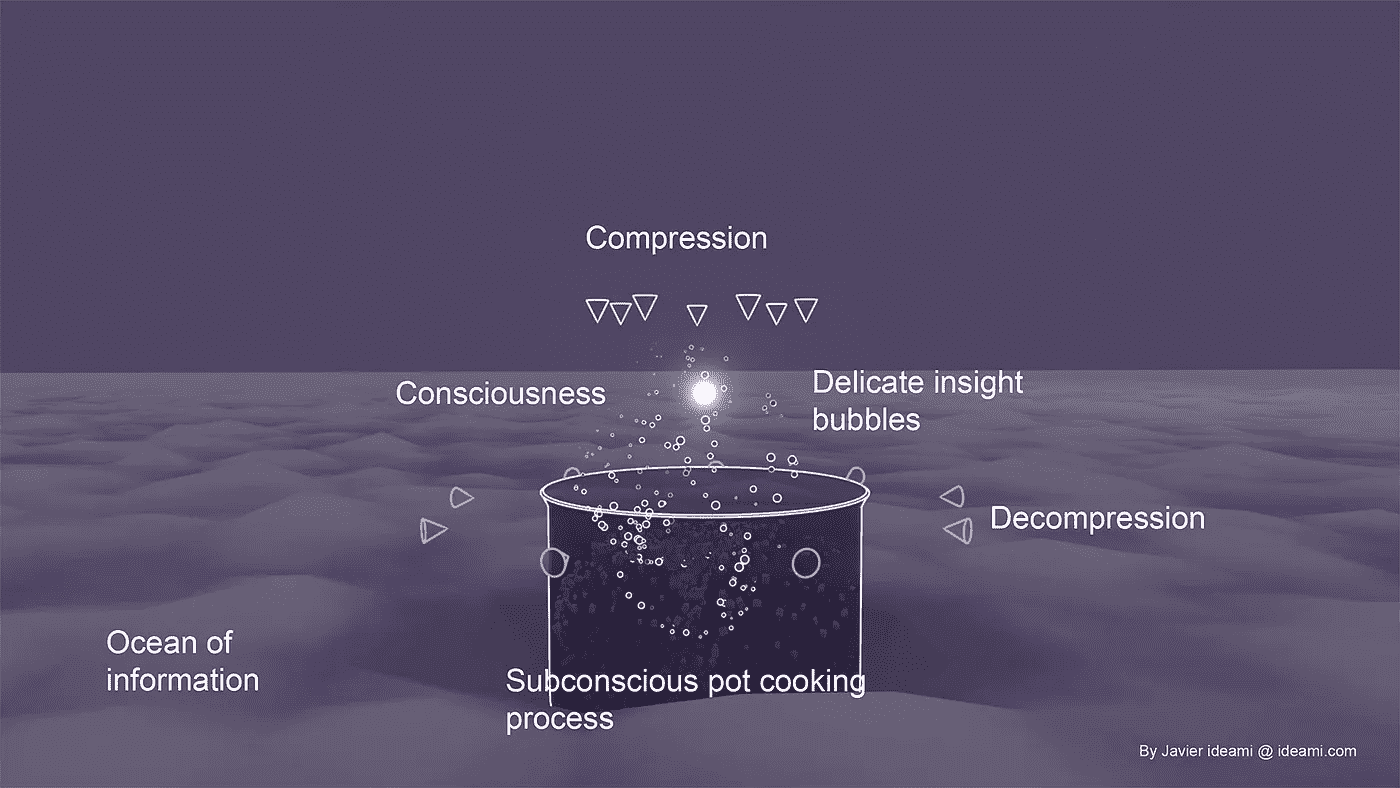 Compression
Consciousness
Delicate insight
bubbles
Decompression
Ocean of
information
Subconscious pot cooking
process
By Javier ideami @ ideami.com